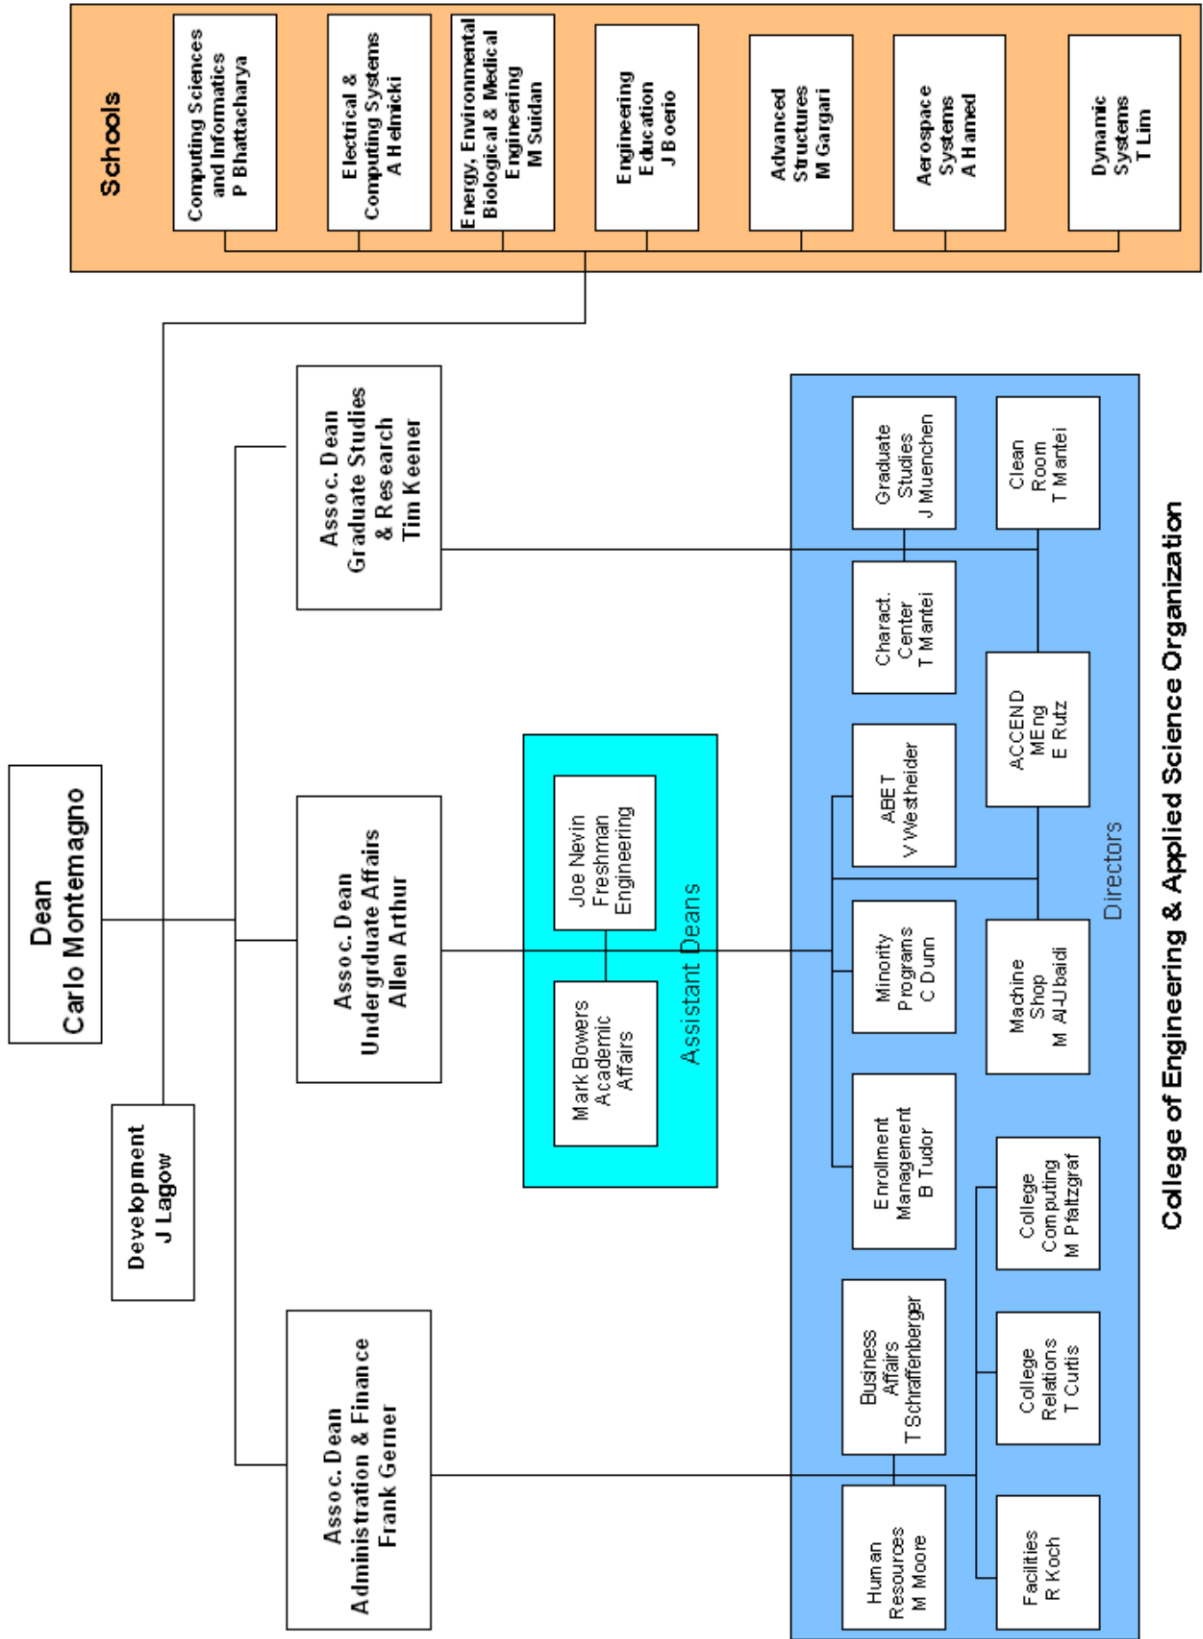 Dean
Carlo Montemagno
Development
J Lagow
Assoc. Dean
Administration & Finance
Frank Gerner
Assoc. Dean
Undergrduate Affairs
Allen Arthur
Assoc. Dean
Graduate Studies
& Research
Tim Keener
Schools
Computing Sciences
and Informatics
P Bhattacharya
Electrical &
Computing Systems
A Helmicki
Energy, Environmental
Biological & Medical
Engineering
M Suidan
Engineering
Education
J Boerio
Advanced
Structures
M Gargari
Aerospace
Systems
A Hamed
Dynamic
Systems
T Lim
Mark Bowers
Academic
Affairs
Joe Nevin
Freshman
Engineering
Assistant Deans
Human
Resources
M Moore
Business
Affairs
T Schraffenberger
Enrollment
Management
B Tudor
Minority
Programs
C Dunn
ABET
V Westheider
Charact.
Center
T Mantei
Graduate
Studies
J Muenchen
Facilities
R Koch
College
Relations
T Curtis
College
Computing
M Pfaltzgraf
Machine
Shop
M Al-Ubaidi
ACCEND
MEng
E Rutz
Clean
Room
T Mantei
Directors
College of Engineering & Applied Science Organization